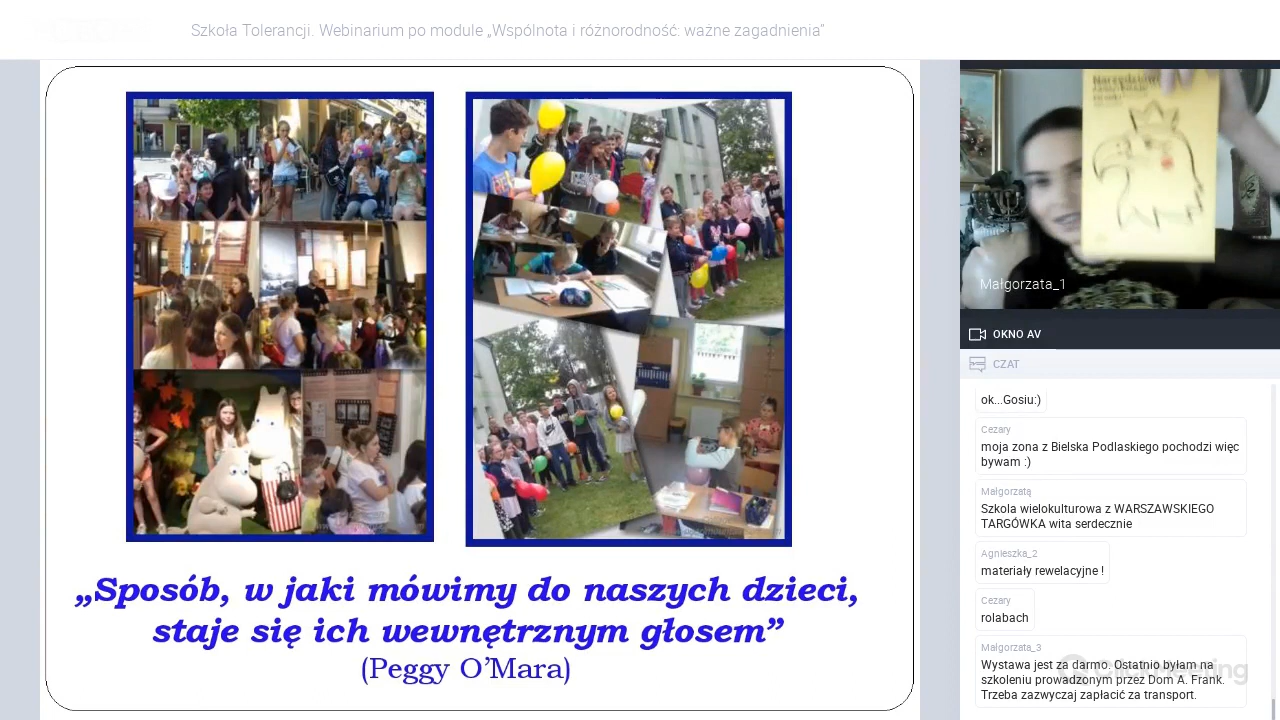 Szkoła Tolerancji. Webinarium po module „Wspólnota i różnorodność: ważne zagadnienia”
„Sposób, w jaki mówimy do naszych dzieci,
staje się ich wewnętrznym głosem”
(Peggy O’Mara)
Małgorzata_1
OKNO AV
CZAT
ok...Gosiu:)
Cezary
moja zona z Bielska Podlaskiego pochodzi więc
bywam :)
Małgorzatą
Szkola wielokulturowa z WARSZAWSKIEGO
TARGÓWKA wita serdecznie
Agnieszka_2
materiały rewelacyjne !
Cezary
rolabach
Małgorzata_3
Wystawa jest za darmo. Ostatnio byłam na
szkoleniu prowadzonym przez Dom A. Frank.
Trzeba zazwyczaj zapłacić za transport.